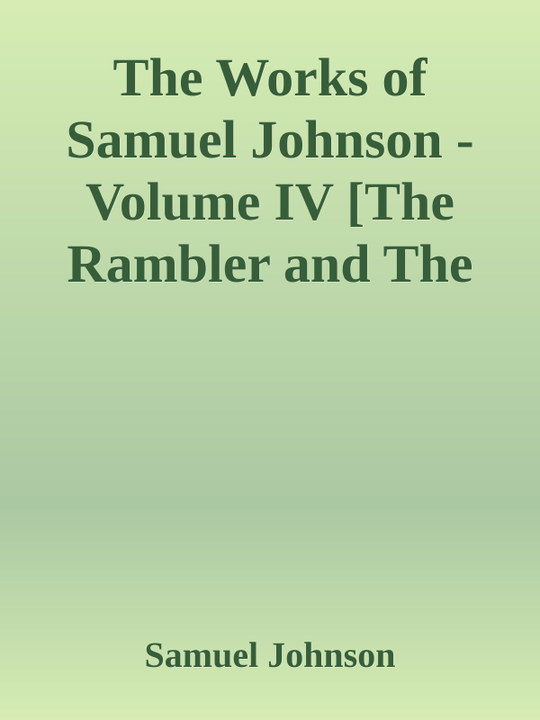 The Works of
Samuel Johnson -
Volume IV [The
Rambler and The
Samuel Johnson